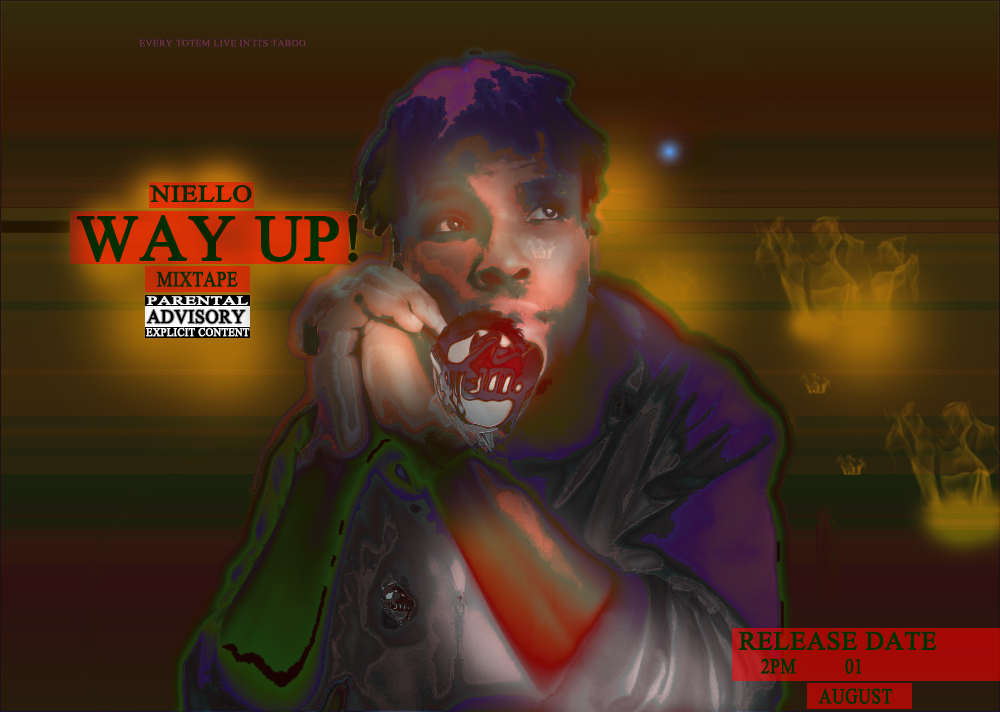 EVERY TOTEM LIVE IN ITS TABOO
NIELLO
WAY UP!
MIXTAPE
PARENTAL
ADVISORY
EXPLICIT CONTENT
RELEASE DATE
2PM 01
AUGUST